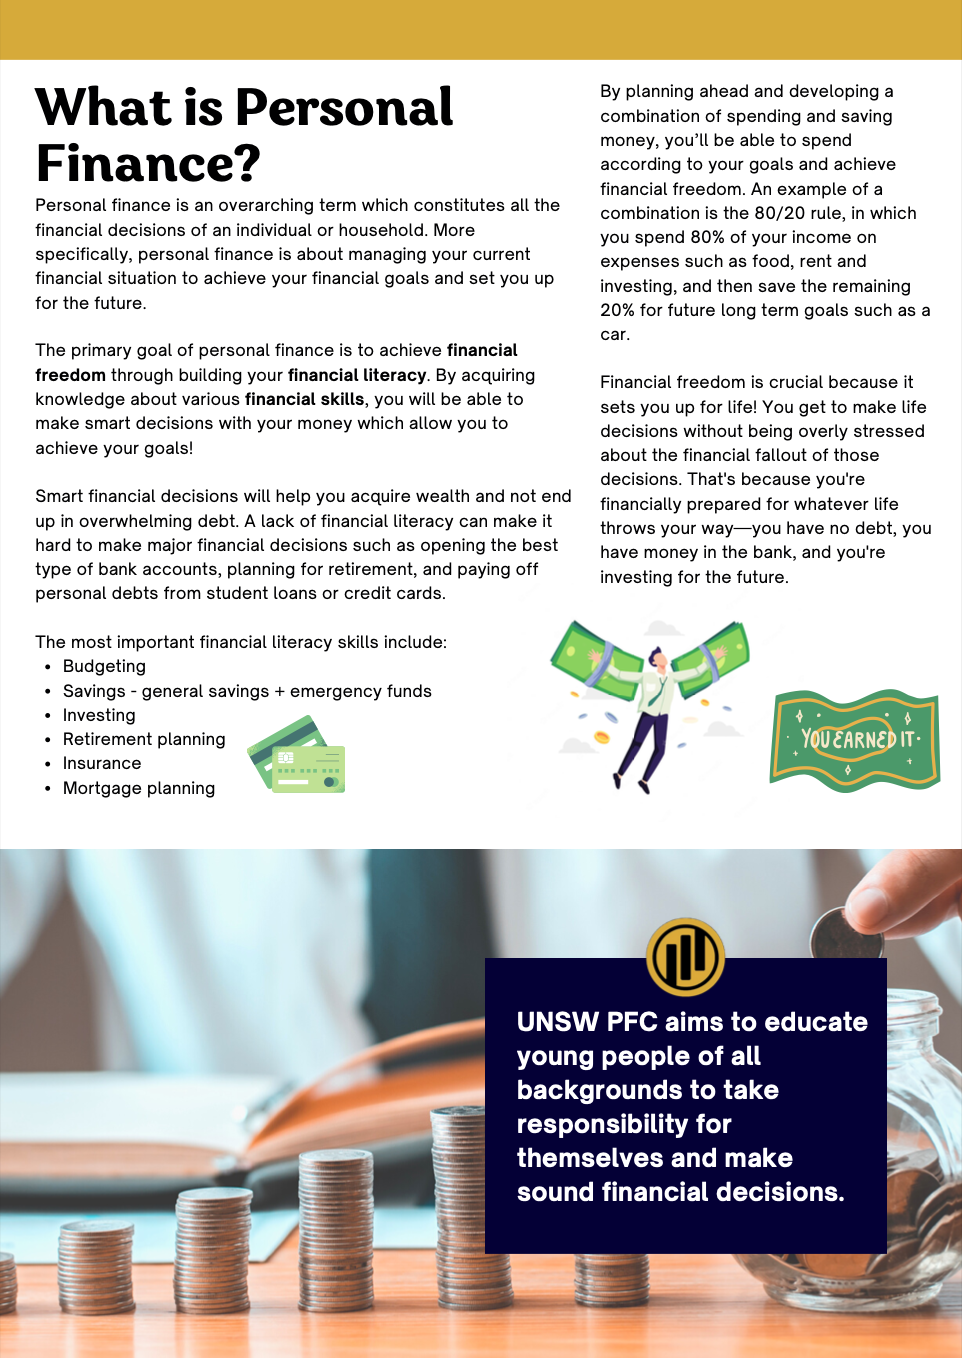 What is Personal
Finance?
Personal finance is an overarching term which constitutes all the
financial decisions of an individual or household. More
specifically, personal finance is about managing your current
financial situation to achieve your financial goals and set you up
for the future.
The primary goal of personal finance is to achieve financial
freedom through building your financial literacy. By acquiring
knowledge about various financial skills, you will be able to
make smart decisions with your money which allow you to
achieve your goals!
Smart financial decisions will help you acquire wealth and not end
up in overwhelming debt. A lack of financial literacy can make it
hard to make major financial decisions such as opening the best
type of bank accounts, planning for retirement, and paying off
personal debts from student loans or credit cards.
The most important financial literacy skills include:
• Budgeting
• Savings - general savings + emergency funds
• Investing
• Retirement planning
• Insurance
• Mortgage planning
By planning ahead and developing a
combination of spending and saving
money, you’ll be able to spend
according to your goals and achieve
financial freedom. An example of a
combination is the 80/20 rule, in which
you spend 80% of your income on
expenses such as food, rent and
investing, and then save the remaining
20% for future long term goals such as a
car.
Financial freedom is crucial because it
sets you up for life! You get to make life
decisions without being overly stressed
about the financial fallout of those
decisions. That's because you're
financially prepared for whatever life
throws your way—you have no debt, you
have money in the bank, and you're
investing for the future.
YOU EARNED IT
UNSW PFC aims to educate
young people of all
backgrounds to take
responsibility for
themselves and make
sound financial decisions.